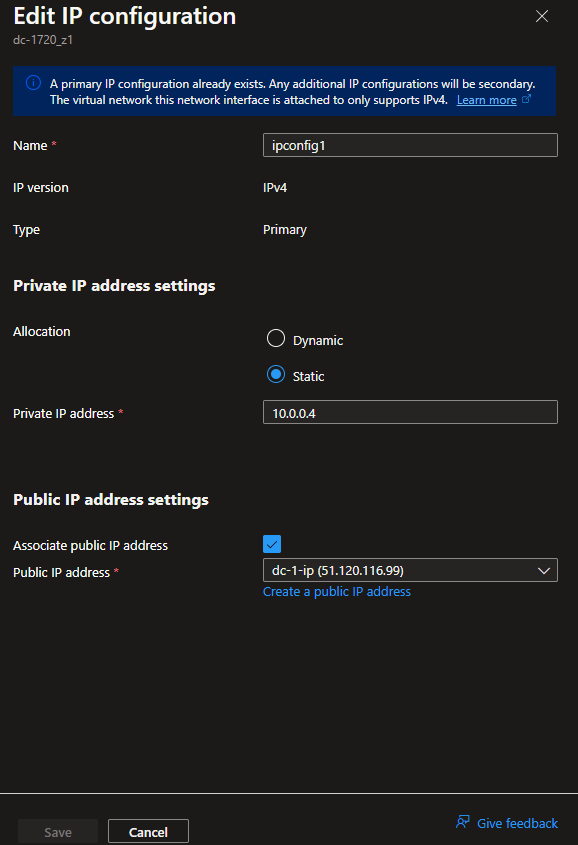 Edit IP configuration
dc-1720_z1
A primary IP configuration already exists. Any additional IP configurations will be secondary.
The virtual network this network interface is attached to only supports IPv4. Learn more
Name *
ipconfig1
IP version
IPv4
Type
Primary
Private IP address settings
Allocation
Dynamic
Static
Private IP address *
10.0.0.4
Public IP address settings
Associate public IP address
Public IP address *
dc-1-ip (51.120.116.99)
Create a public IP address
Save
Cancel
Give feedback